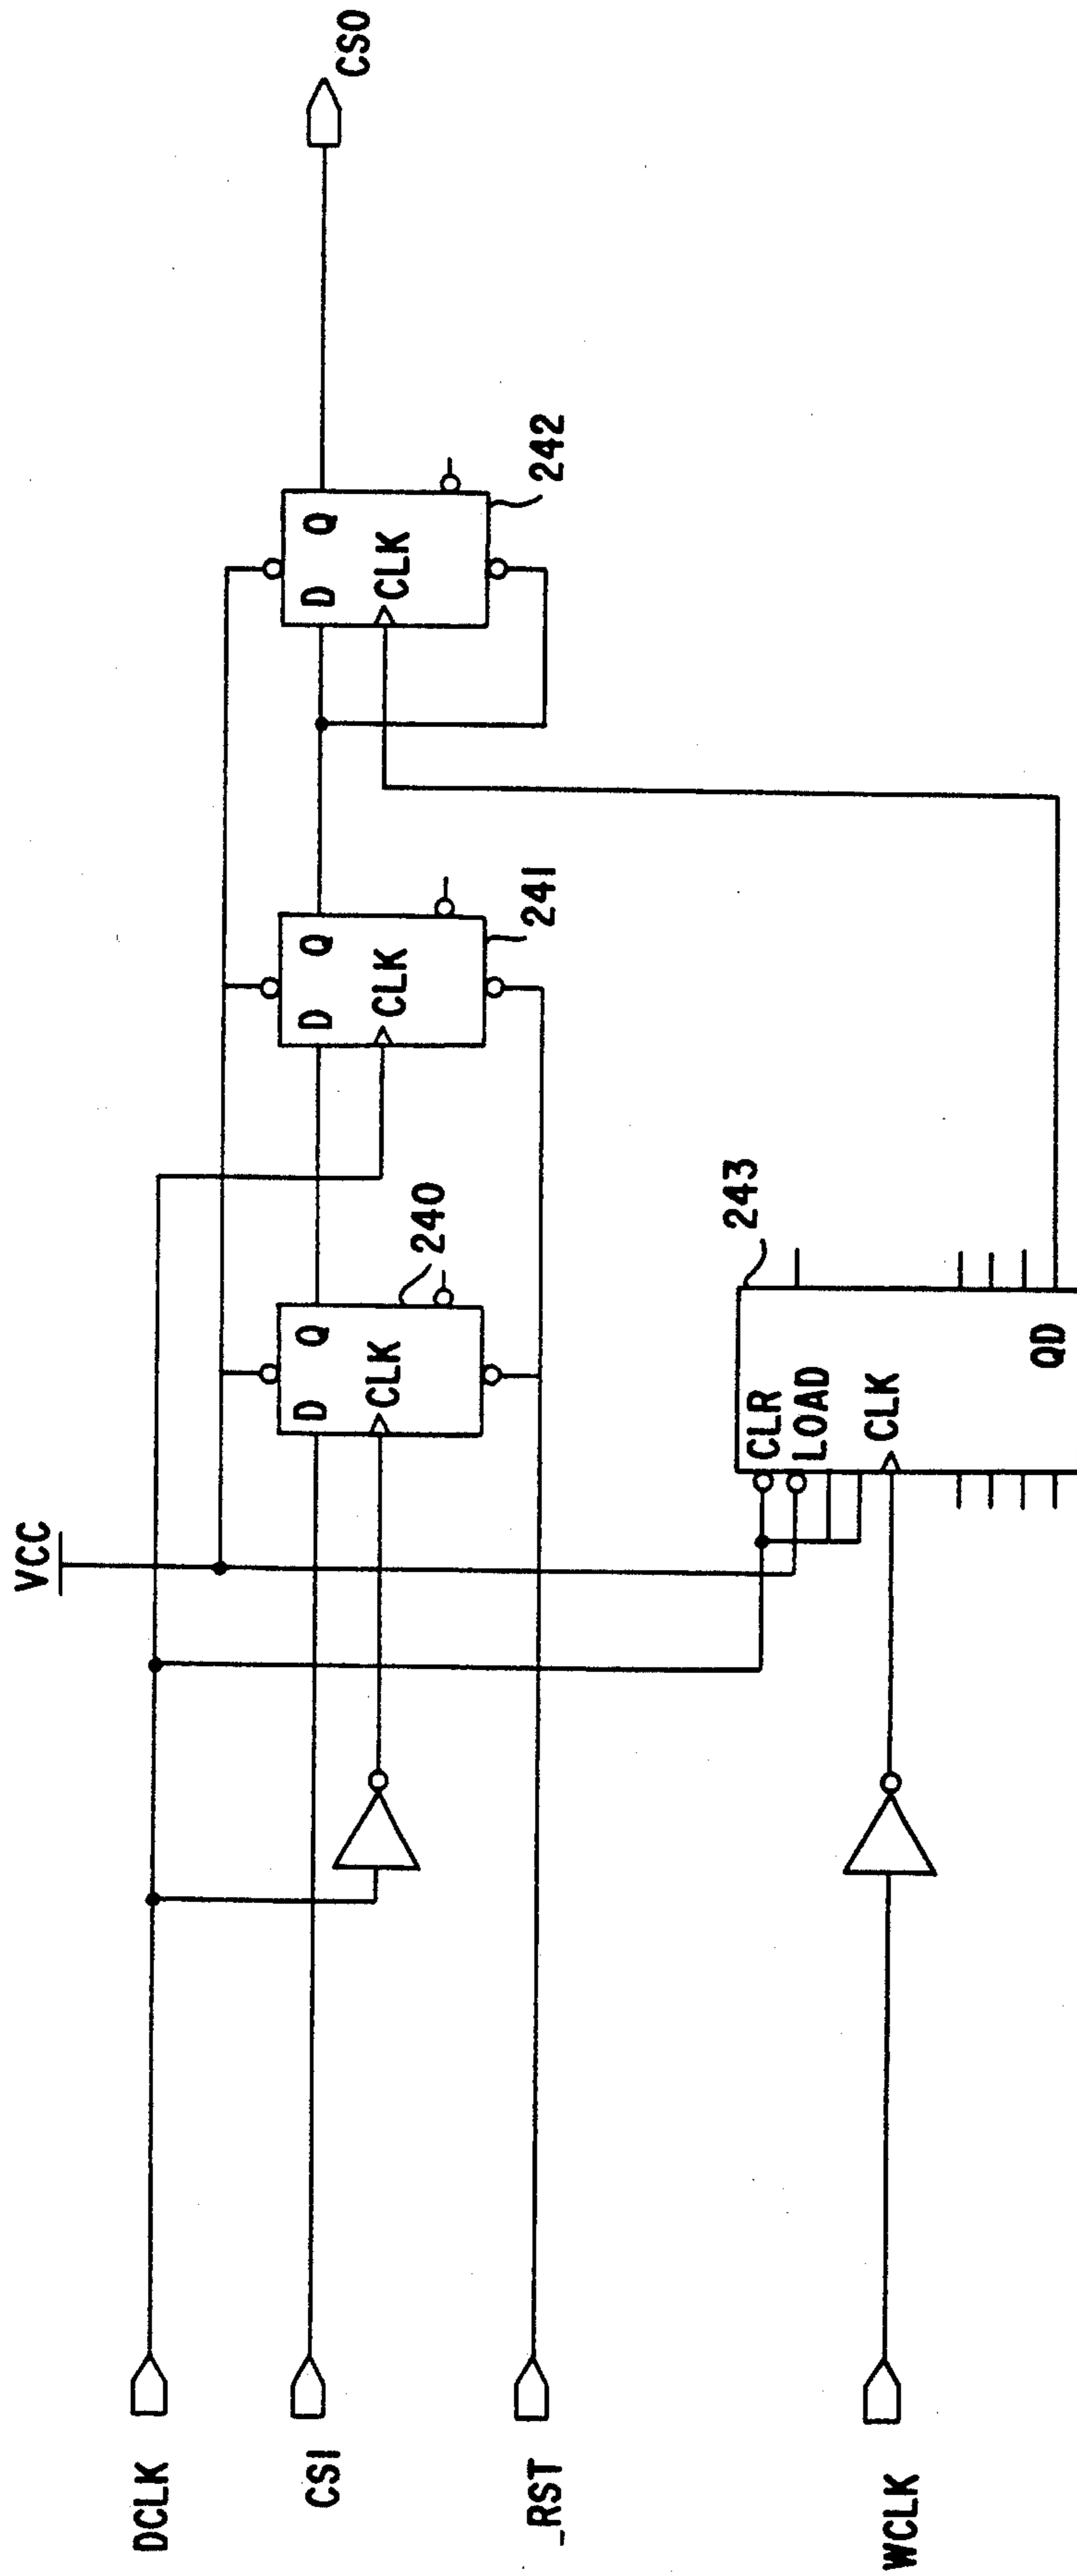 VCC
DCLK
CSI
_RST
WCLK
D Q
CLK
240
D Q
CLK
241
D Q
CLK
242
CSO
CLR
LOAD
CLK
QD
243